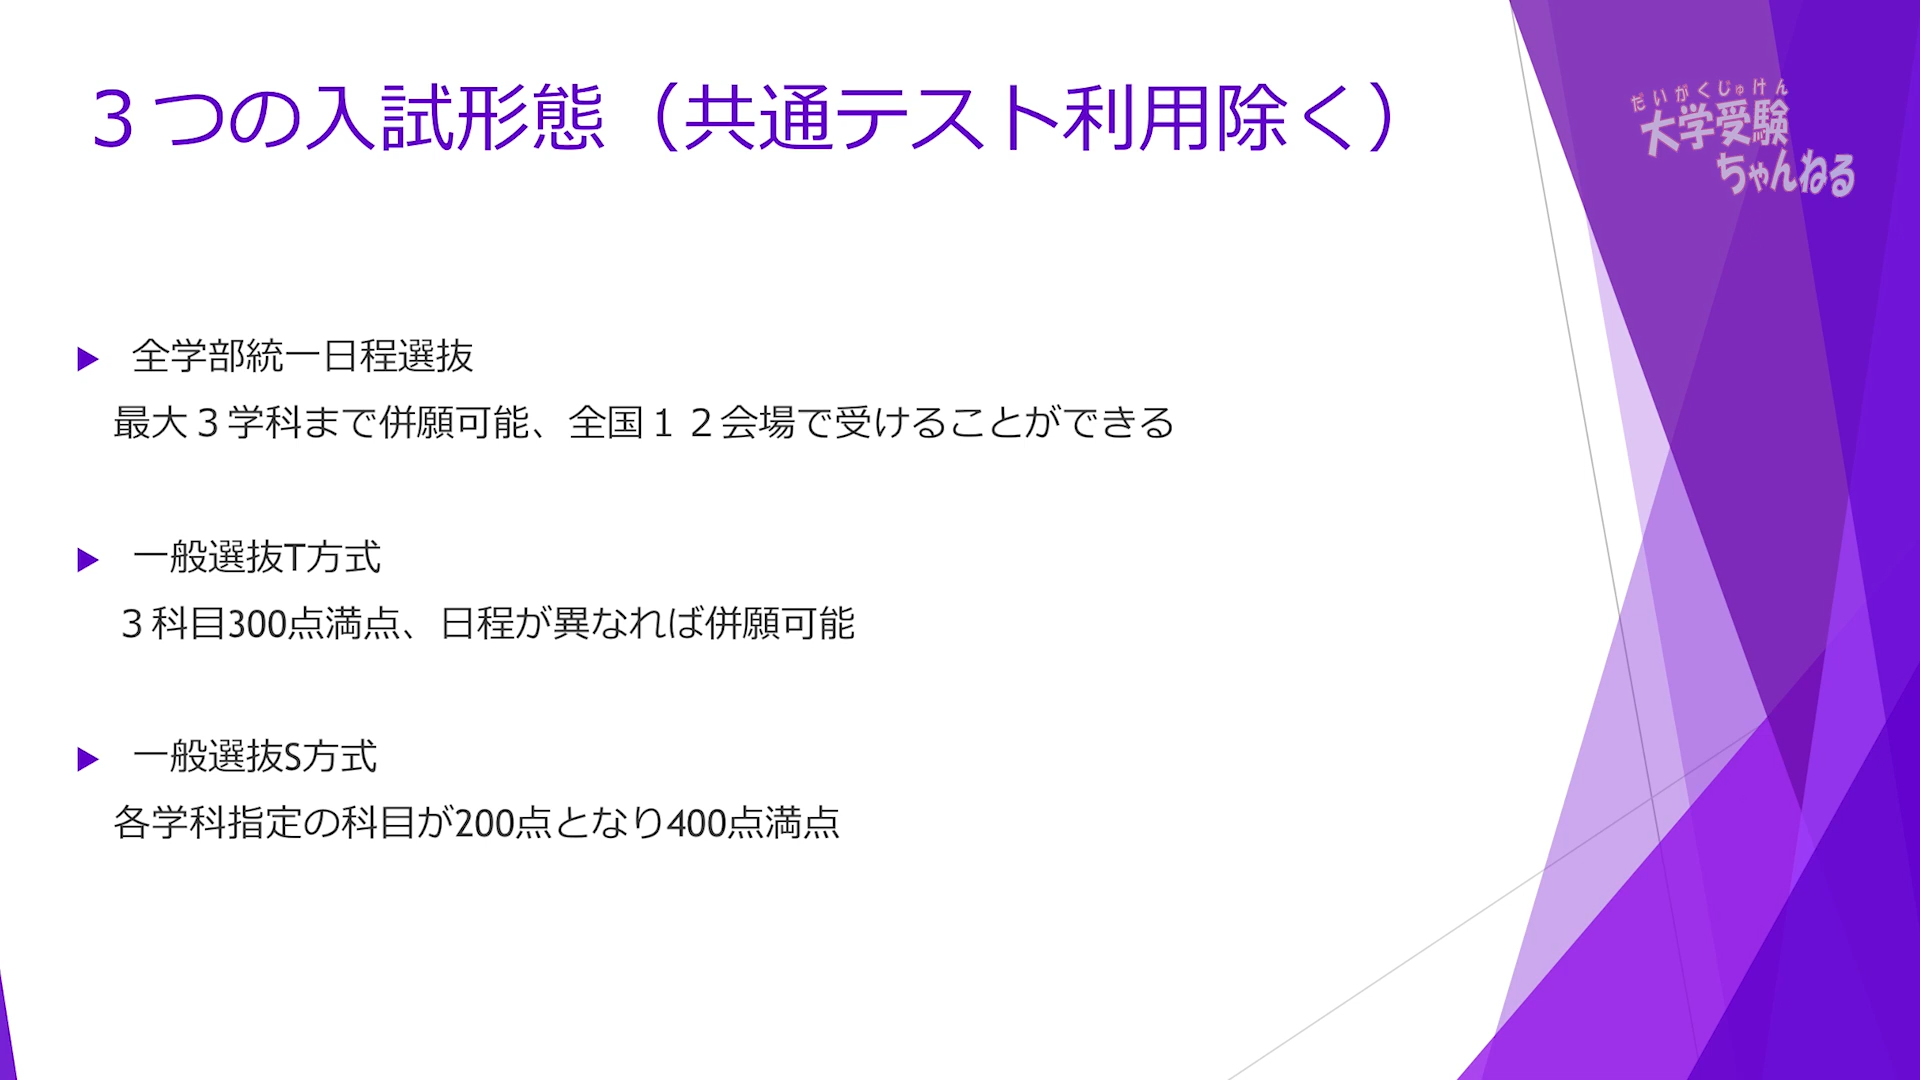 ３つの入試形態（共通テスト利用除く）
だいがくじゅけん
大学受験
ちゃんねる
全学部統一日程選抜
最大３学科まで併願可能、全国１２会場で受けることができる
一般選抜T方式
３科目300点満点、日程が異なれば併願可能
一般選抜S方式
各学科指定の科目が200点となり400点満点